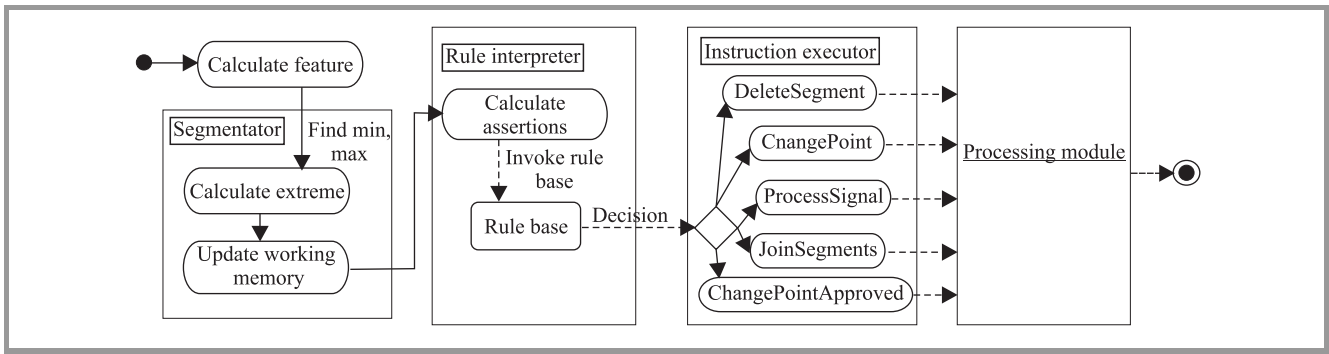 Calculate feature
Segmentator
Find min,
max
Calculate extreme
Update working
memory
Rule interpreter
Calculate
assertions
Invoke rule
base
Rule base
Decision
Instruction executor
DeleteSegment
CnangePoint
ProcessSignal
JoinSegments
ChangePointApproved
Processing module